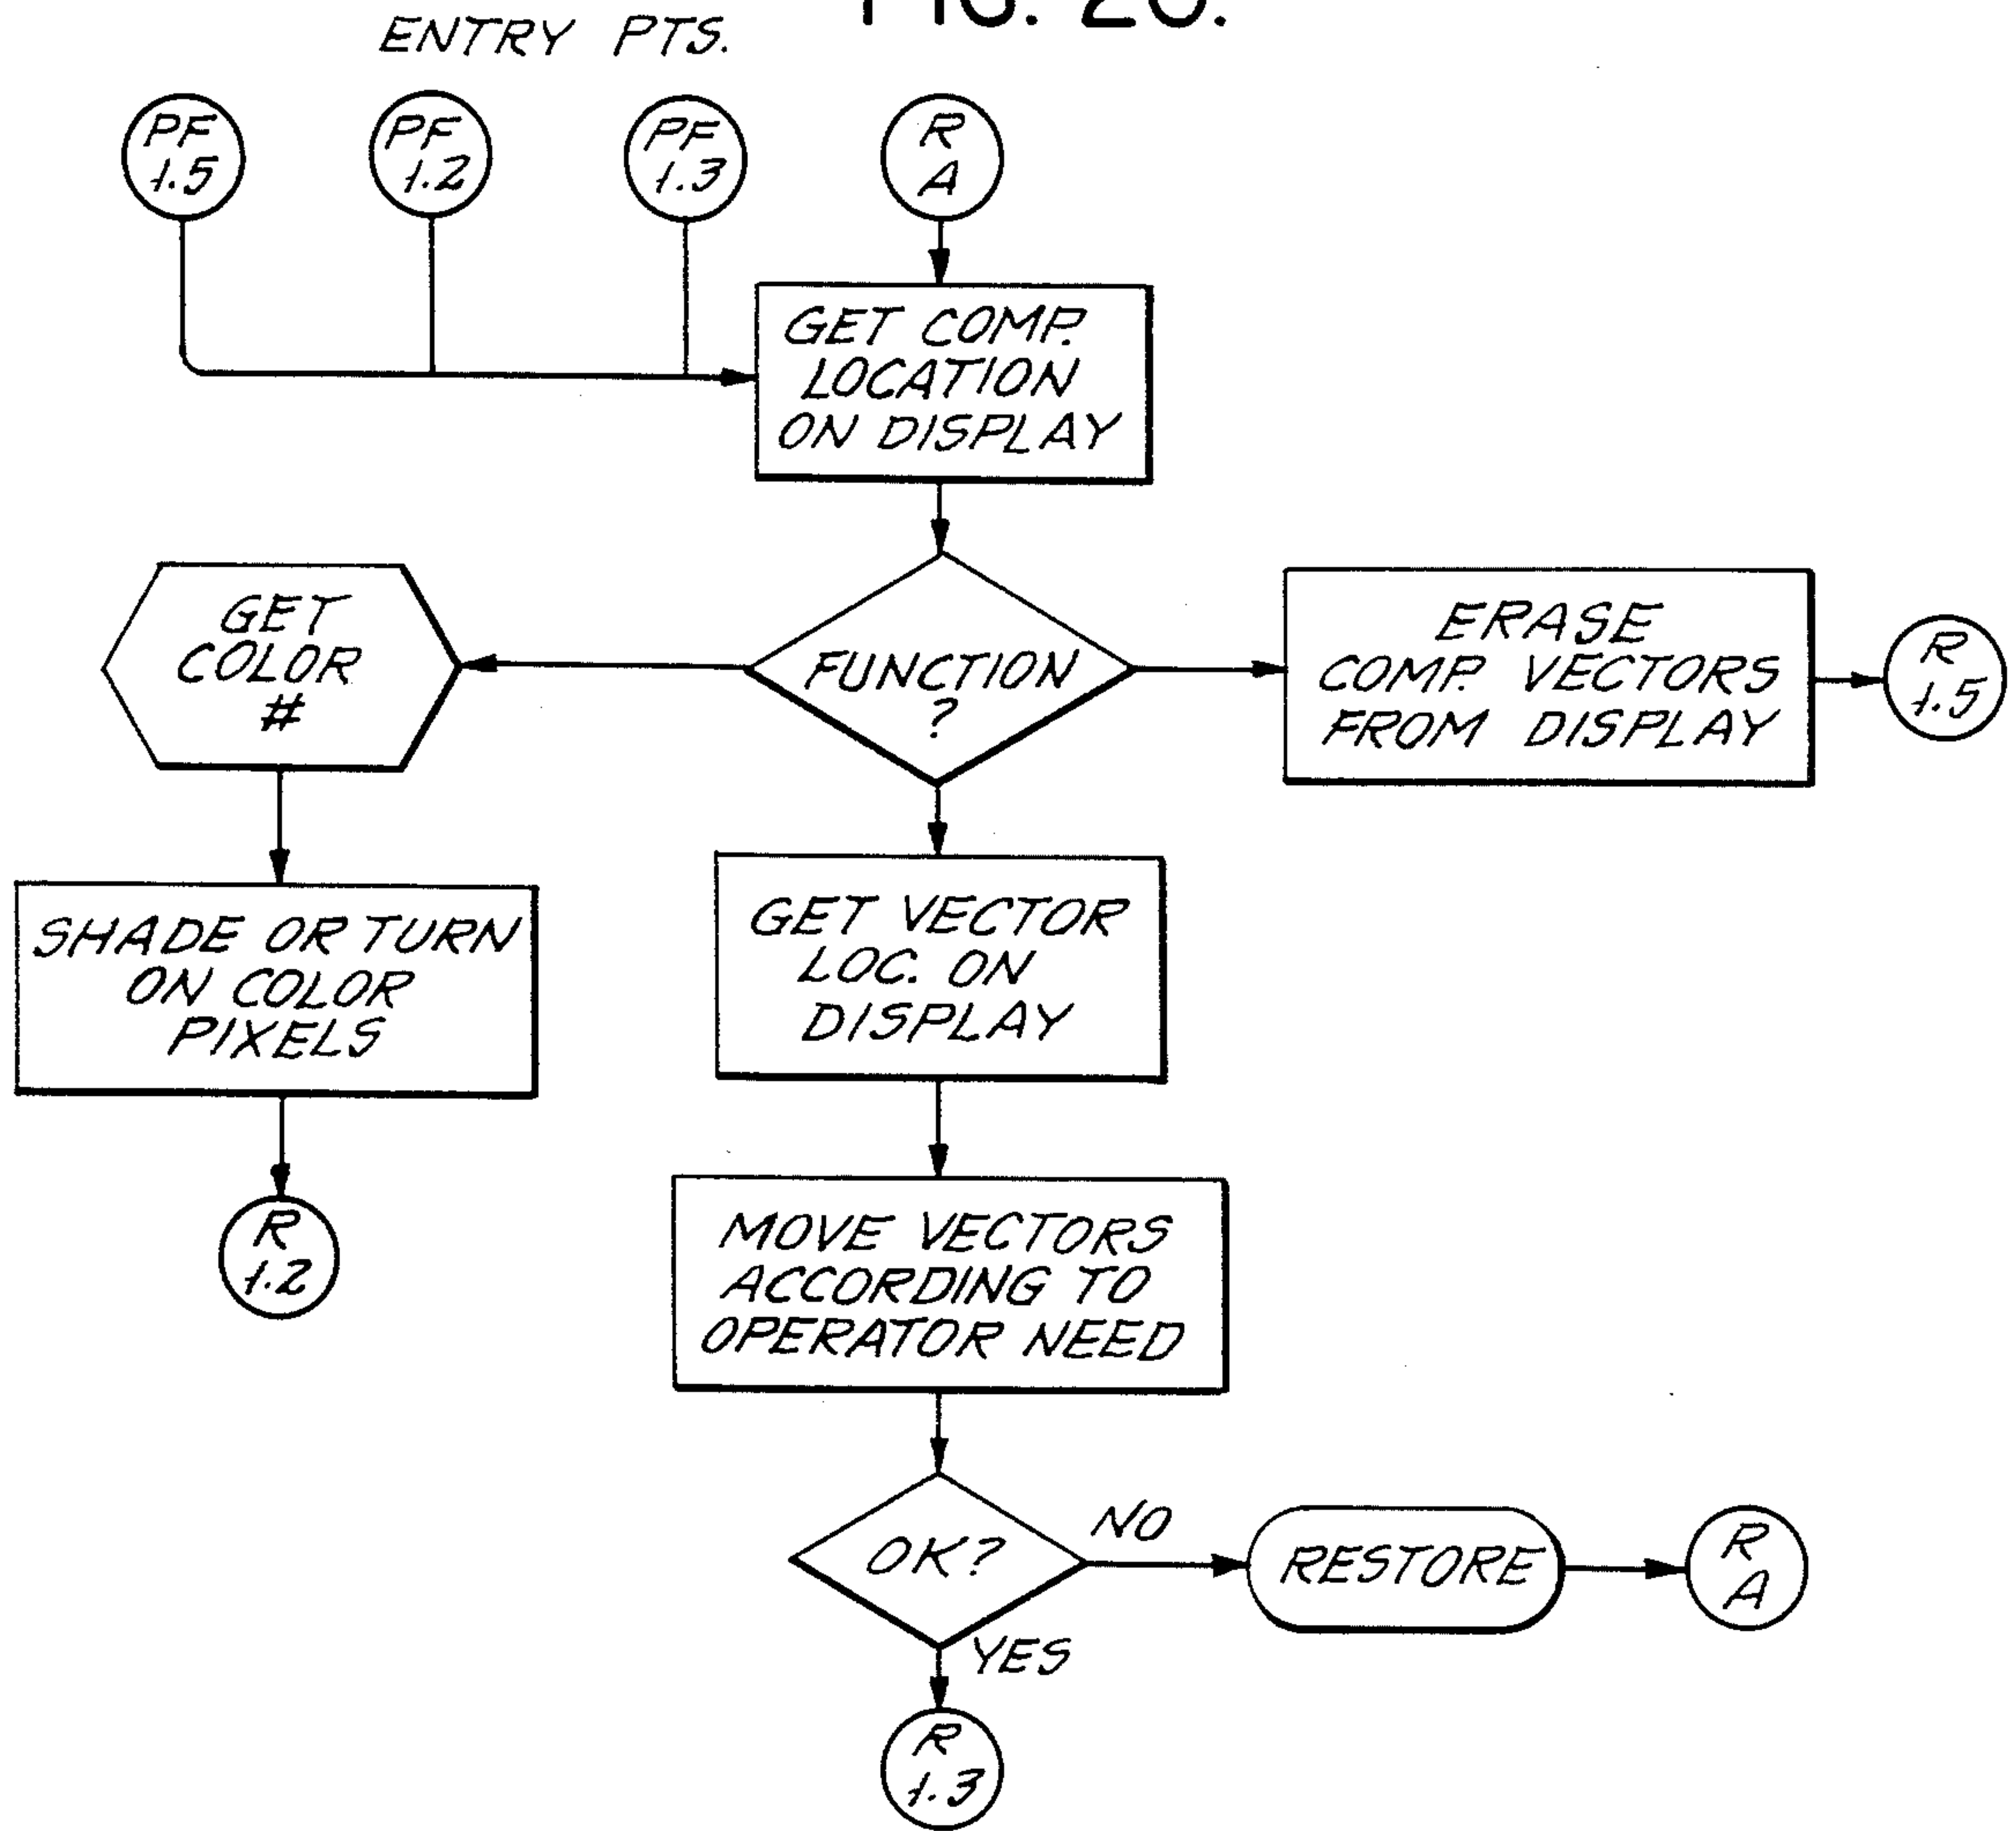 ENTRY PTS.
PF
1.5
PF
1.2
PF
1.3
R
A
GET COMP.
LOCATION
ON DISPLAY
GET
COLOR
#
FUNCTION
?
ERASE
COMP. VECTORS
FROM DISPLAY
R
1.5
SHADE OR TURN
ON COLOR
PIXELS
GET VECTOR
LOC. ON
DISPLAY
R
1.2
MOVE VECTORS
ACCORDING TO
OPERATOR NEED
OK?
NO
RESTORE
R
A
YES
R
1.3